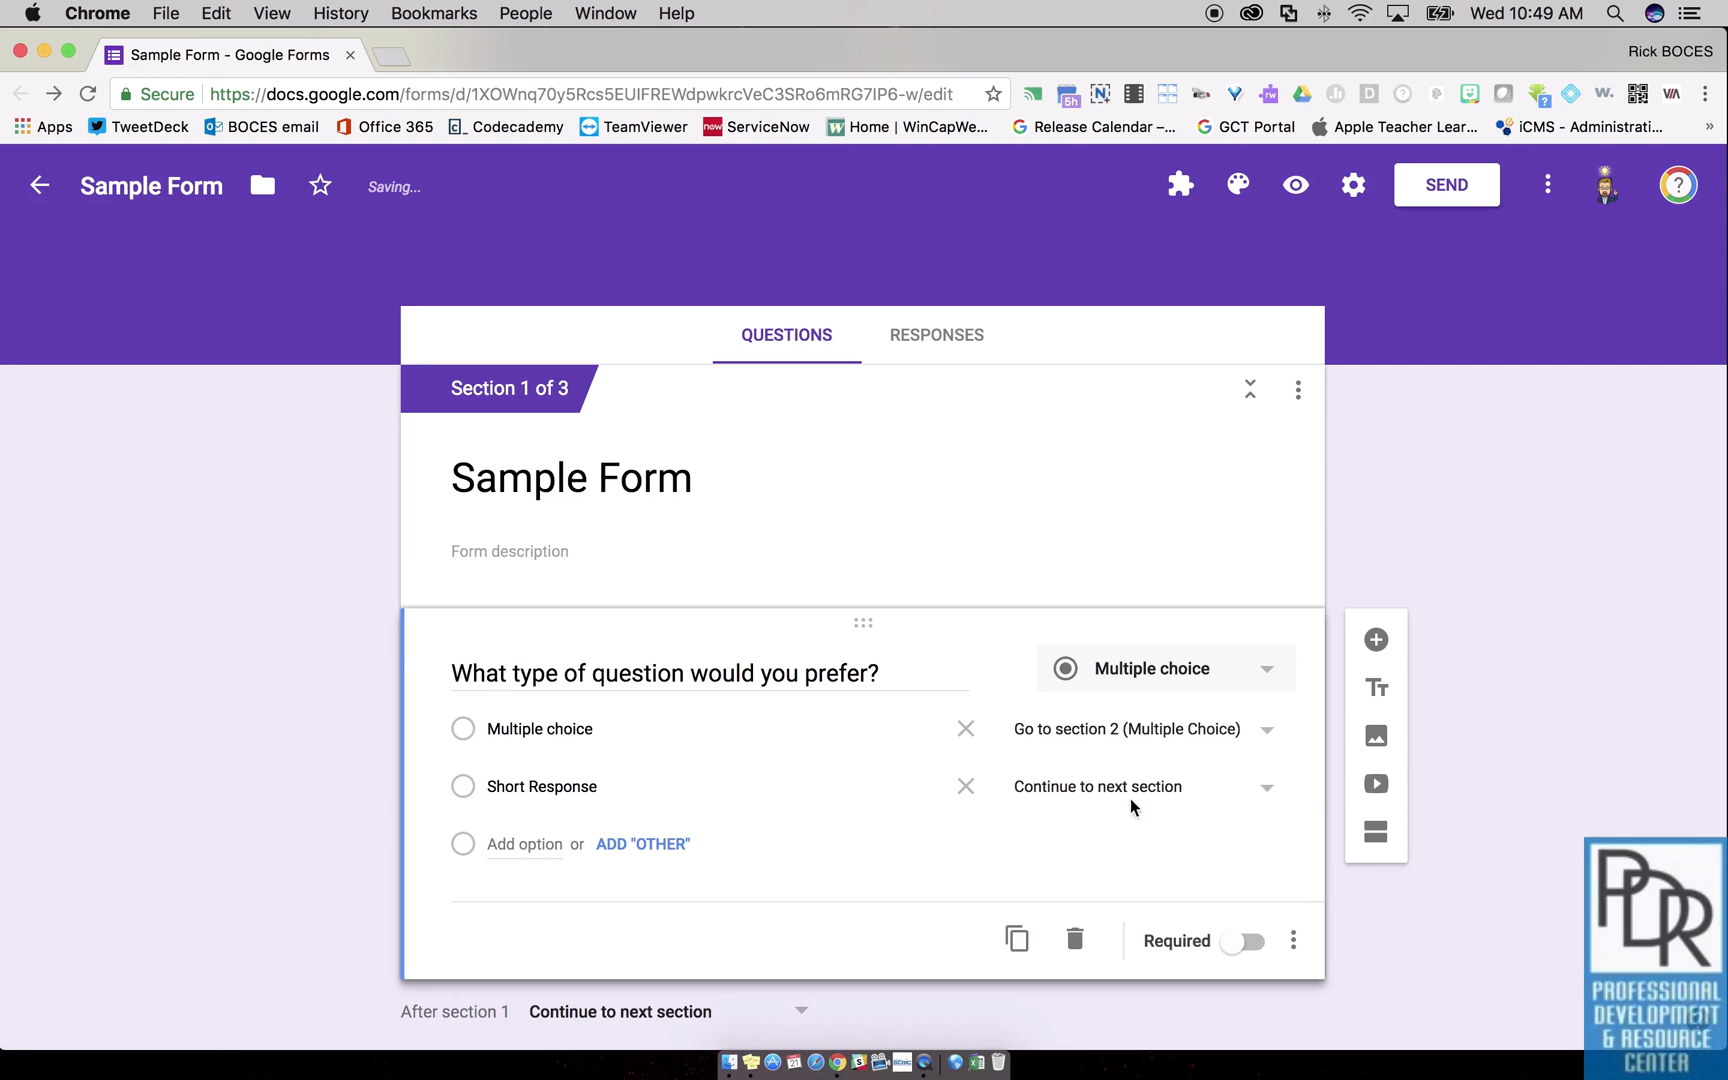 Chrome File Edit View History Bookmarks People Window Help Wed 10:49 AM
Sample Form - Google Forms Rick BOCES
Secure https://docs.google.com/forms/d/1XOWnq70y5Rcs5EUIFREWdpwkrcVeC3SRo6mRG7IP6-w/edit
Apps TweetDeck BOCES email Office 365 Codecademy TeamViewer ServiceNow Home | WinCapWe... Release Calendar –... GCT Portal Apple Teacher Lear... iCMS - Administrati... »
Sample Form Saving... SEND
QUESTIONS RESPONSES
Section 1 of 3
Sample Form
Form description
What type of question would you prefer? Multiple choice
Multiple choice Go to section 2 (Multiple Choice)
Short Response Continue to next section
Add option or ADD "OTHER"
Required
After section 1 Continue to next section
PDR
PROFESSIONAL
DEVELOPMENT
& RESOURCE
CENTER